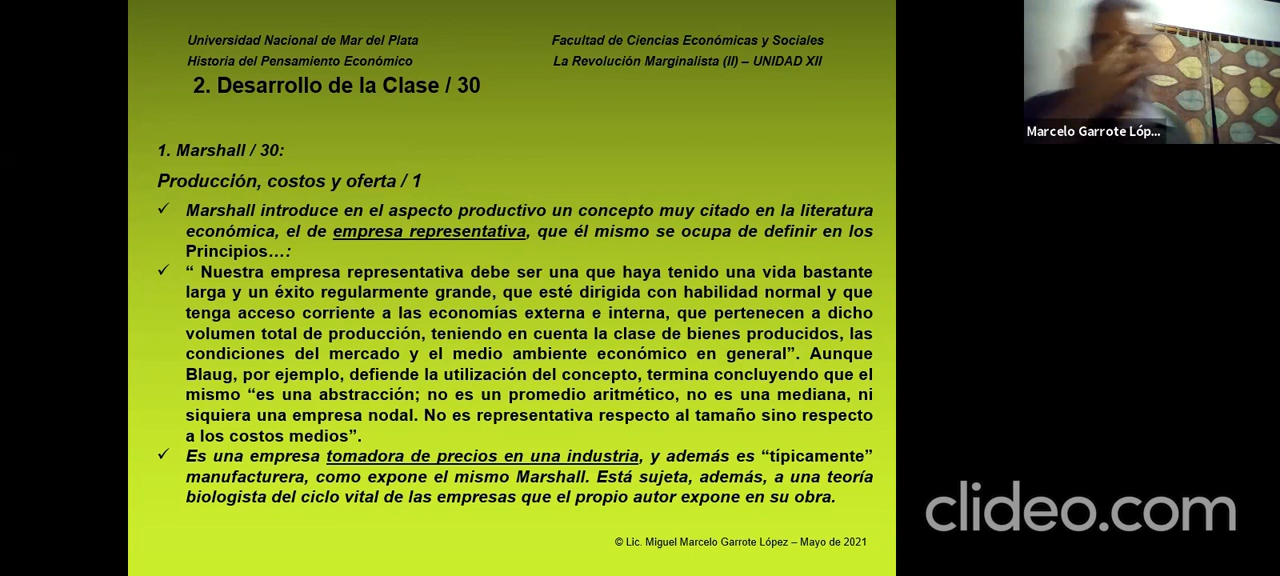 Universidad Nacional de Mar del Plata
Facultad de Ciencias Económicas y Sociales
Historia del Pensamiento Económico
La Revolución Marginalista (II) – UNIDAD XII
2. Desarrollo de la Clase / 30
1. Marshall / 30:
Producción, costos y oferta / 1
✓ Marshall introduce en el aspecto productivo un concepto muy citado en la literatura
económica, el de empresa representativa, que él mismo se ocupa de definir en los
Principios…:
✓ “ Nuestra empresa representativa debe ser una que haya tenido una vida bastante
larga y un éxito regularmente grande, que esté dirigida con habilidad normal y que
tenga acceso corriente a las economías externa e interna, que pertenecen a dicho
volumen total de producción, teniendo en cuenta la clase de bienes producidos, las
condiciones del mercado y el medio ambiente económico en general”. Aunque
Blaug, por ejemplo, defiende la utilización del concepto, termina concluyendo que el
mismo “es una abstracción; no es un promedio aritmético, no es una mediana, ni
siquiera una empresa nodal. No es representativa respecto al tamaño sino respecto
a los costos medios”.
✓ Es una empresa tomadora de precios en una industria, y además es “típicamente”
manufacturera, como expone el mismo Marshall. Está sujeta, además, a una teoría
biologista del ciclo vital de las empresas que el propio autor expone en su obra.
© Lic. Miguel Marcelo Garrote López – Mayo de 2021
Marcelo Garrote Lóp...
clideo.com